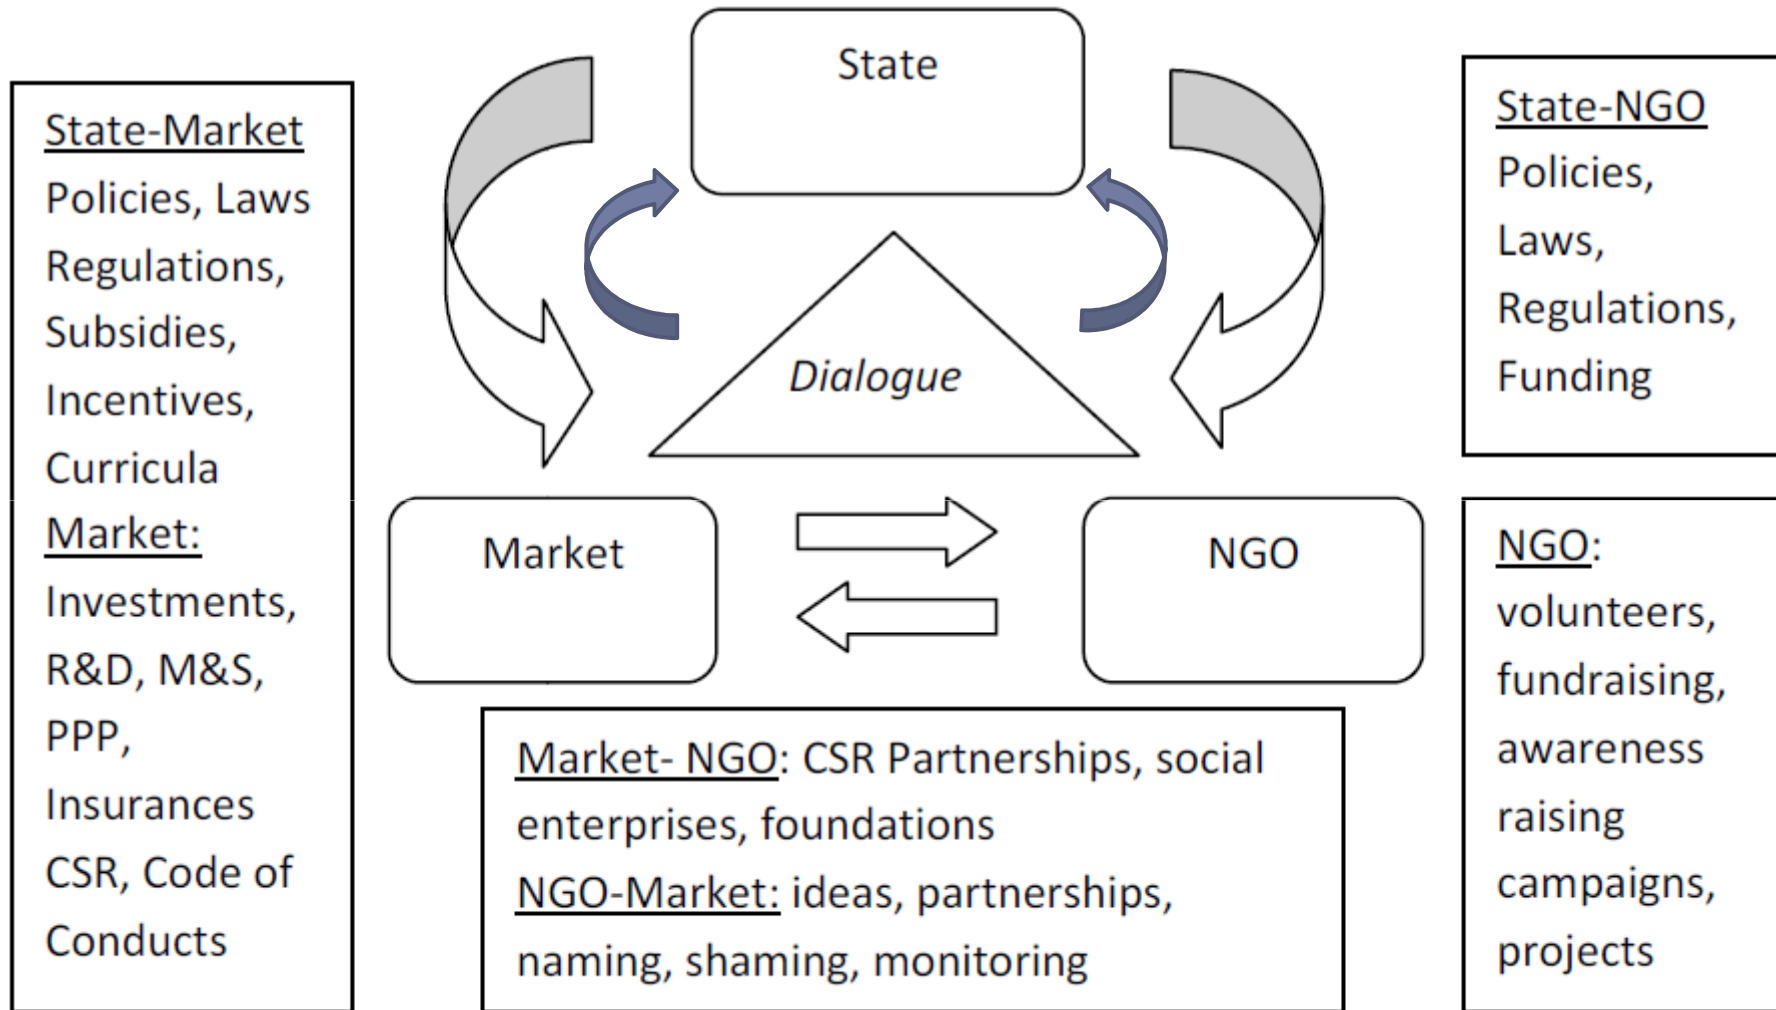 State
State-Market
Policies, Laws
Regulations,
Subsidies,
Incentives,
Curricula
Market:
Investments,
R&D, M&S,
PPP,
Insurances
CSR, Code of
Conducts
Dialogue
Market
NGO
State-NGO
Policies,
Laws,
Regulations,
Funding
NGO:
volunteers,
fundraising,
awareness
raising
campaigns,
projects
Market- NGO: CSR Partnerships, social
enterprises, foundations
NGO-Market: ideas, partnerships,
naming, shaming, monitoring